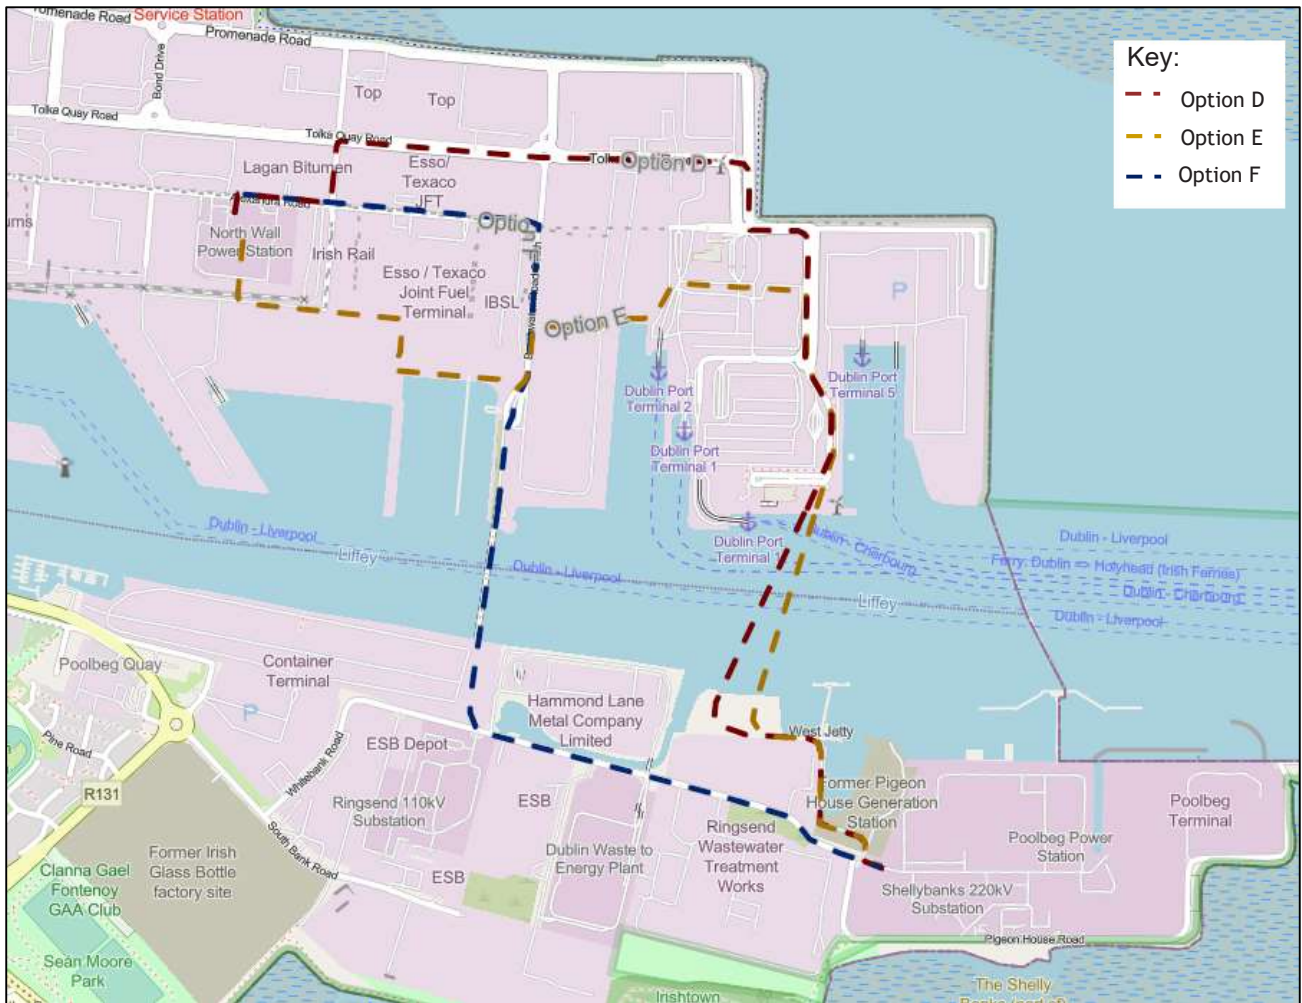 Service Station
Promenade Road
Promenade Road
Key:
Option D
Option E
Option F
Bond Drive
Top
Top
Tolka Quay Road
Tolka Quay Road
Option D
Lagan Bitumen
Esso/
Texaco
JFT
Alexandra Road
North Wall
Power Station
Irish Rail
Esso / Texaco
Joint Fuel
Terminal
IBSL
Option E
P
Dublin Port
Terminal 2
Dublin Port
Terminal 5
Dublin Port
Terminal 1
Dublin Port
Terminal 1
Dublin - Liverpool
Liffey
Dublin - Liverpool
Dublin - Cherbourg
Dublin - Liverpool
Ferry: Dublin => Holyhead (Irish Ferries)
Dublin - Cherbourg
Liffey
Dublin - Liverpool
Poolbeg Quay
Container
Terminal
P
Pine Road
R131
Whitebank Road
ESB Depot
Hammond Lane
Metal Company
Limited
West Jetty
Ringsend 110kV
Substation
ESB
Former Pigeon
House Generation
Station
Poolbeg
Terminal
Poolbeg Power
Station
South Bank Road
Former Irish
Glass Bottle
factory site
Dublin Waste to
Energy Plant
Ringsend
Wastewater
Treatment
Works
ESB
Clanna Gael
Fontenoy
GAA Club
Shellybanks 220kV
Substation
Pigeon House Road
Seán Moore
Park
Irishtown
The Shelly